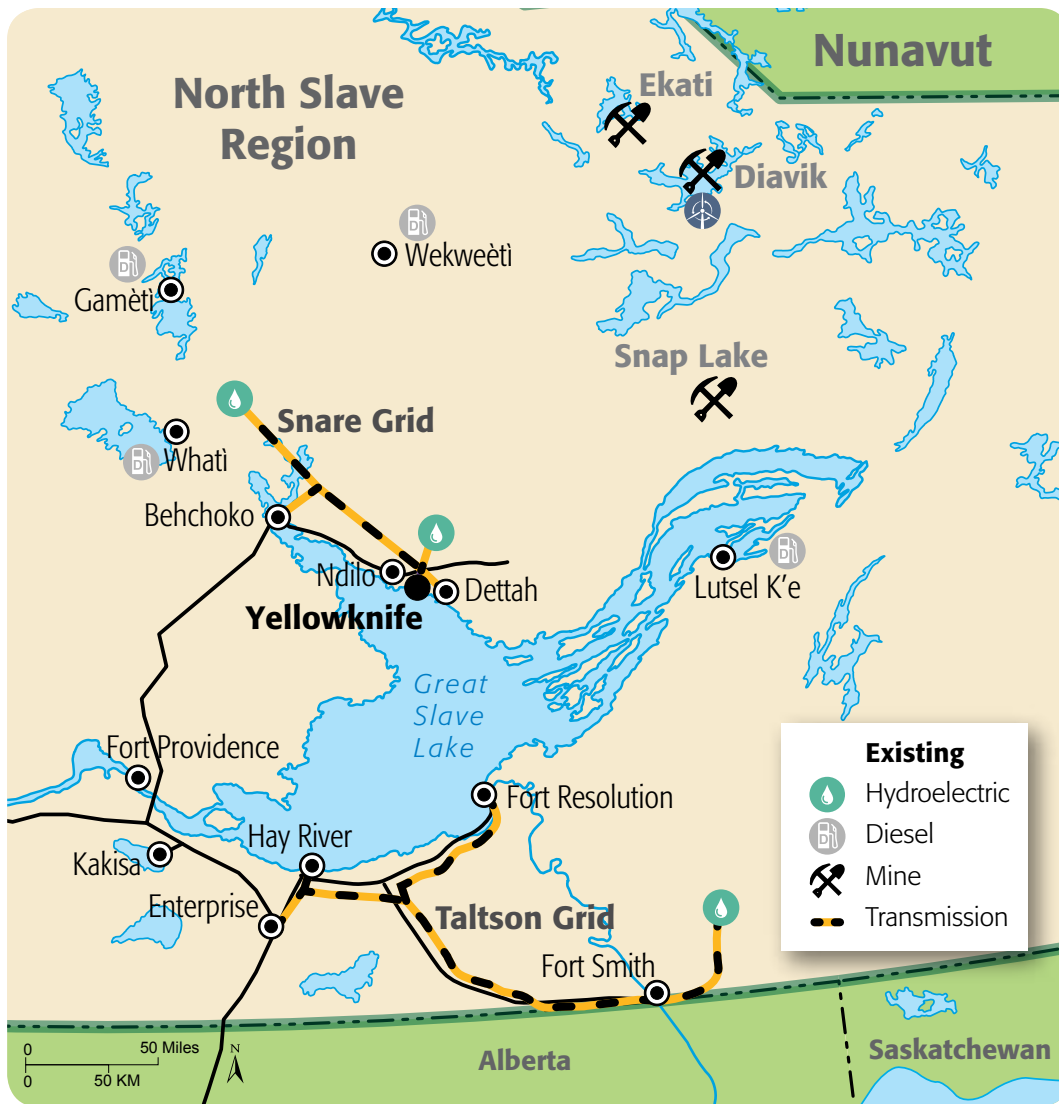 Nunavut
North Slave
Region
Ekati
Diavik
Wekweètì
Gamètì
Snap Lake
Snare Grid
Whatì
Behchoko
Ndilo
Dettah
Lutsel K'e
Yellowknife
Great
Slave
Lake
Fort Providence
Fort Resolution
Hay River
Kakisa
Enterprise
Taltson Grid
Fort Smith
Existing
Hydroelectric
D
Diesel
Mine
Transmission
D
D
D
D
0 50 Miles
0 50 KM
N
Alberta
Saskatchewan